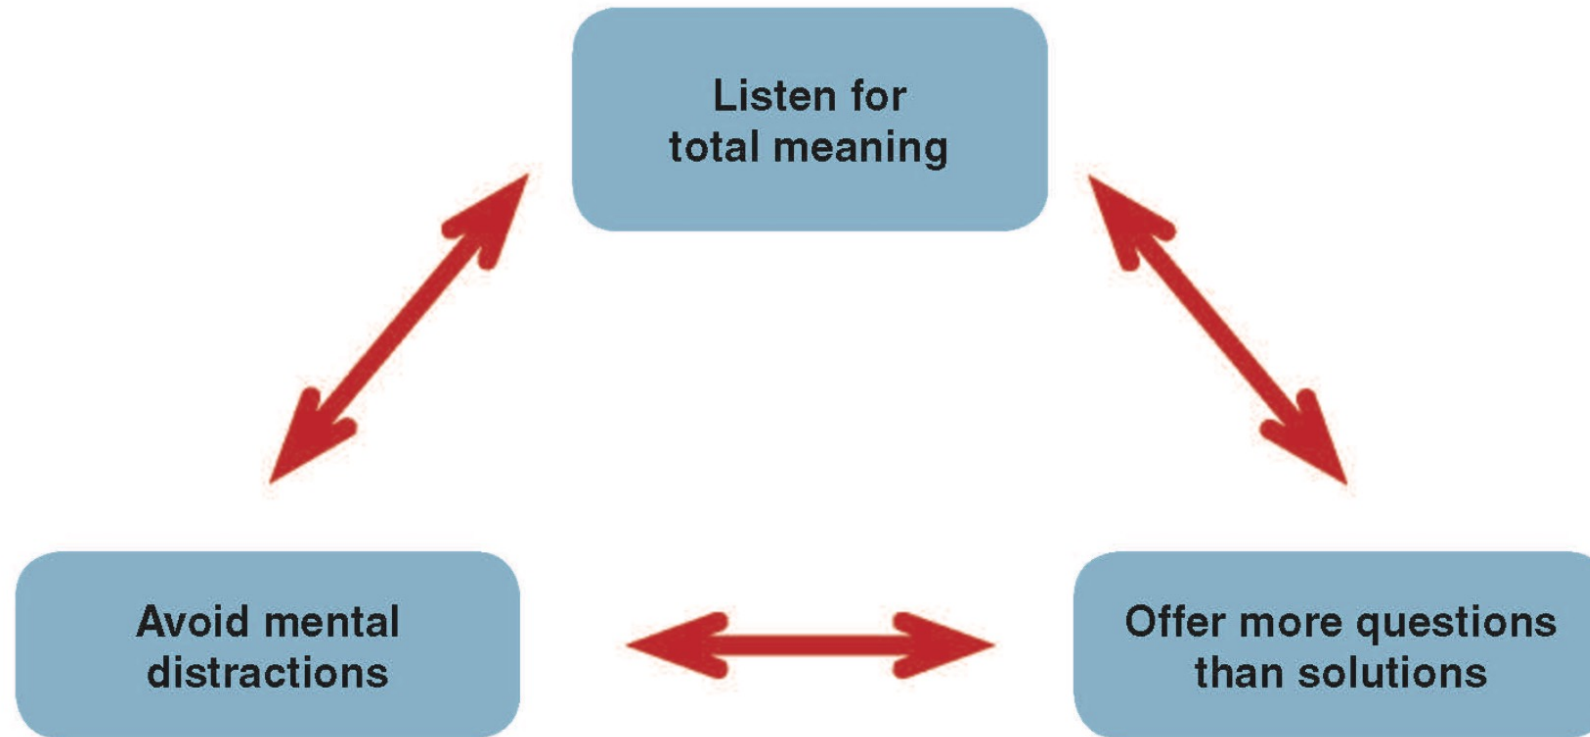 Listen for
total meaning
Avoid mental
distractions
Offer more questions
than solutions